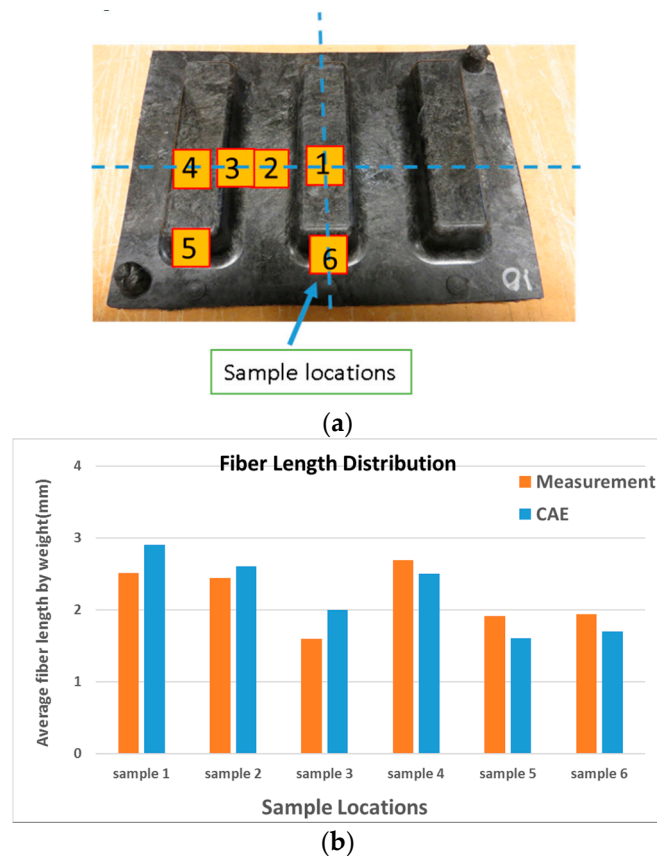 4 3 2 1
5 6
01
Sample locations
(a)
Fiber Length Distribution
Measurement
CAE
Average fiber length by weight(mm)
4
3
2
1
0
sample 1 sample 2 sample 3 sample 4 sample 5 sample 6
Sample Locations
(b)